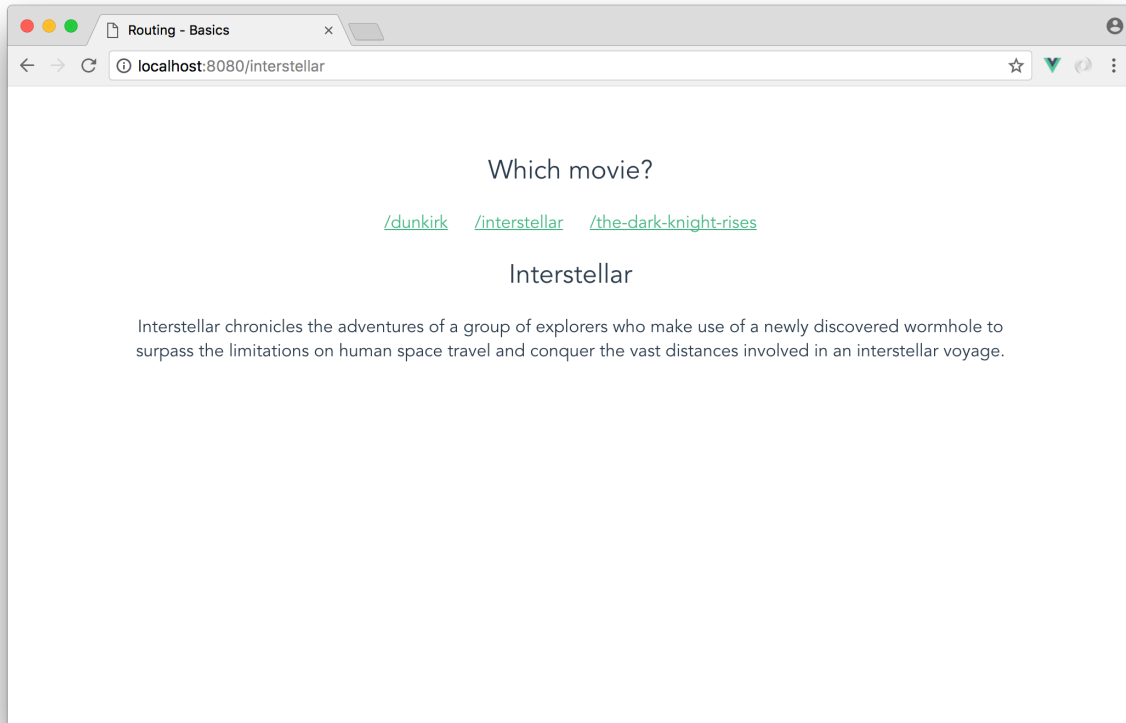 Routing - Basics
localhost:8080/interstellar
Which movie?
/dunkirk /interstellar /the-dark-knight-rises
Interstellar
Interstellar chronicles the adventures of a group of explorers who make use of a newly discovered wormhole to
surpass the limitations on human space travel and conquer the vast distances involved in an interstellar voyage.